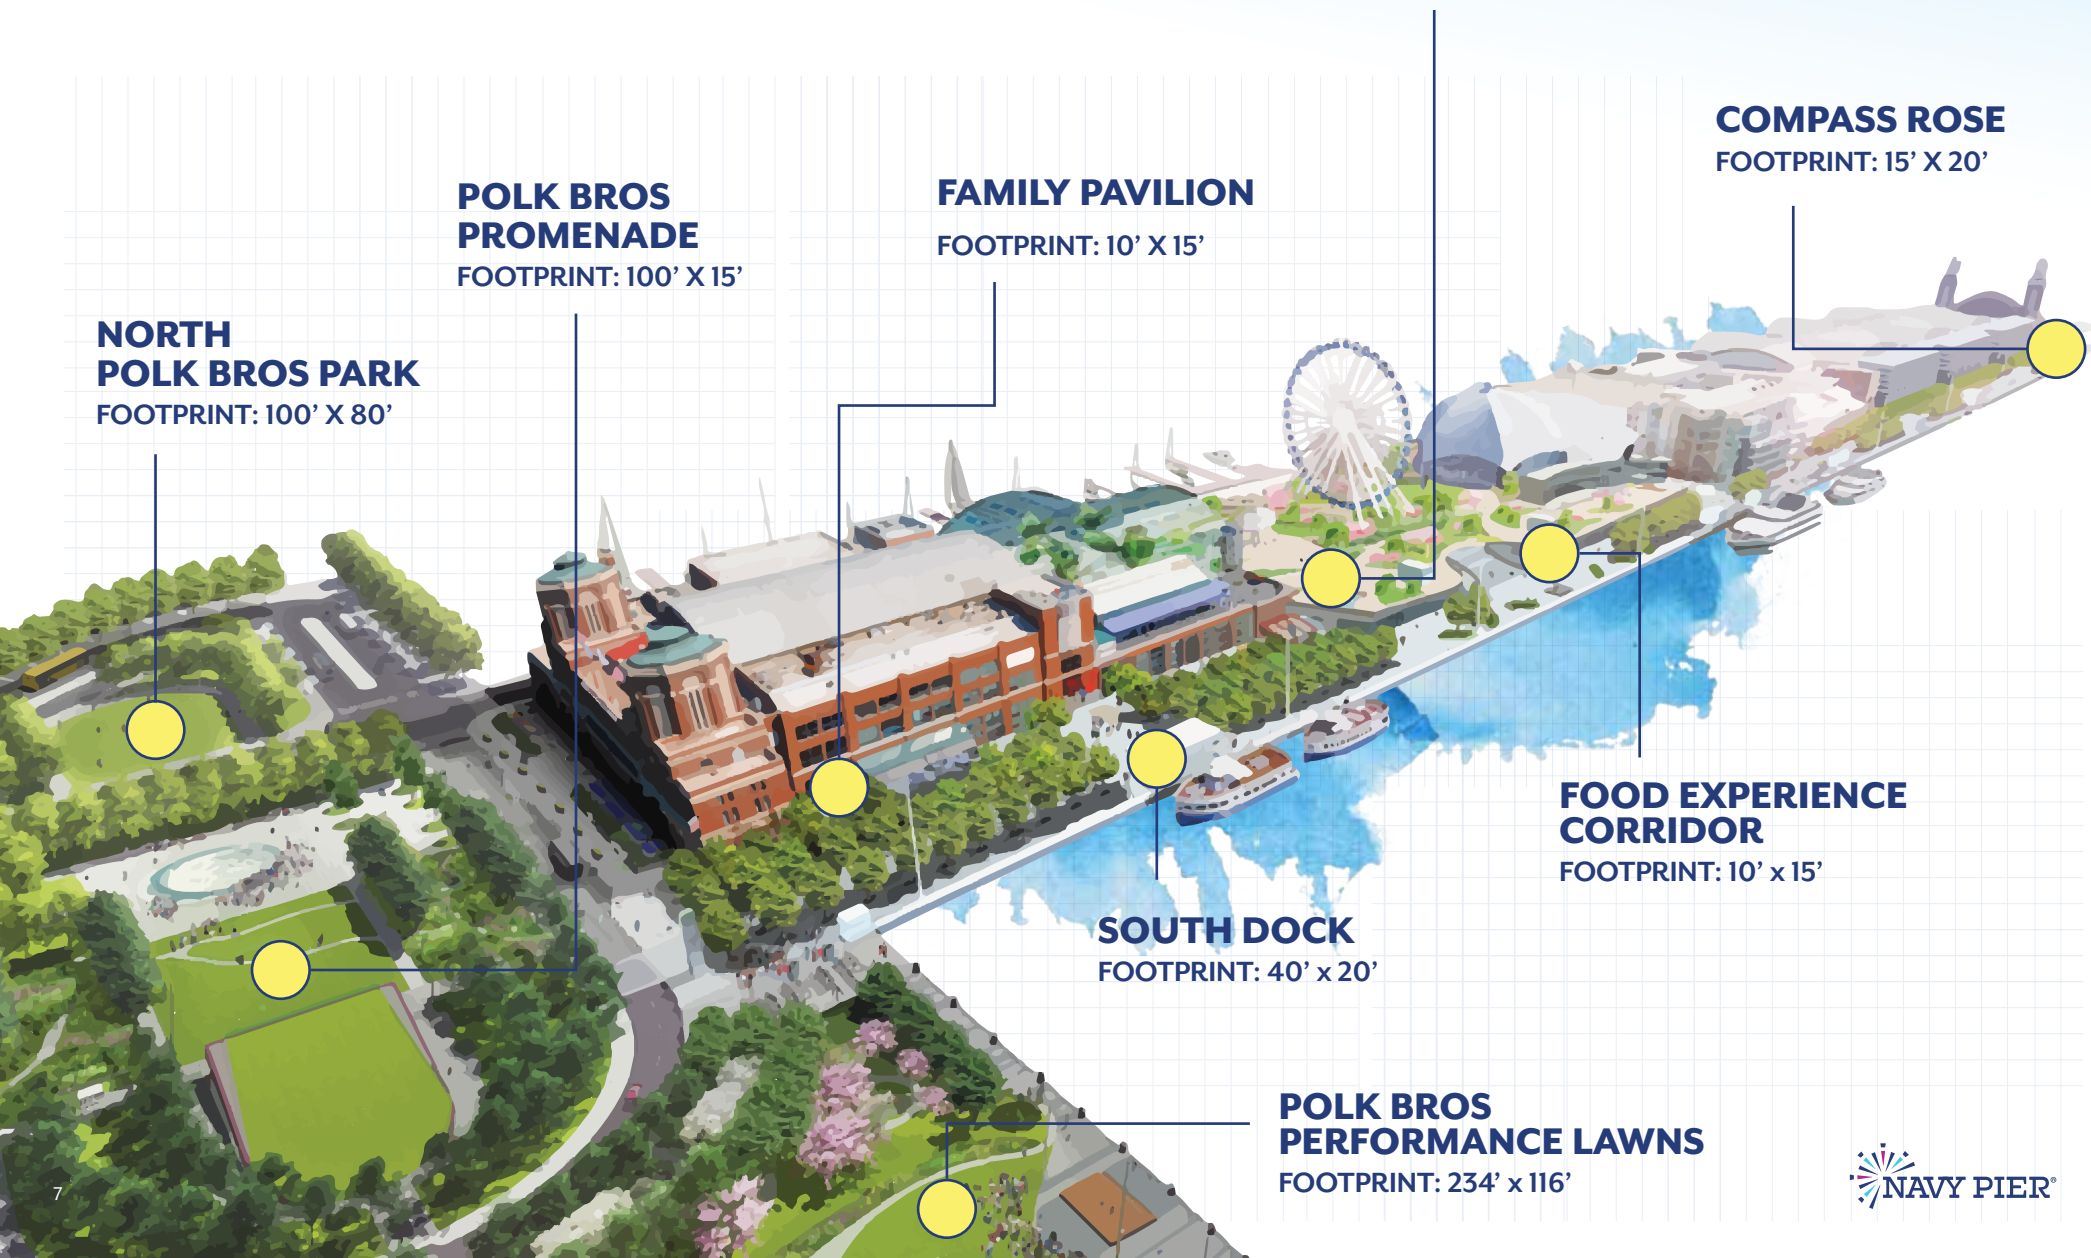 COMPASS ROSE
FOOTPRINT: 15’ X 20’
POLK BROS
PROMENADE
FOOTPRINT: 100’ X 15’
FAMILY PAVILION
FOOTPRINT: 10’ X 15’
NORTH
POLK BROS PARK
FOOTPRINT: 100’ X 80’
FOOD EXPERIENCE
CORRIDOR
FOOTPRINT: 10’ x 15’
SOUTH DOCK
FOOTPRINT: 40’ x 20’
POLK BROS
PERFORMANCE LAWNS
FOOTPRINT: 234’ x 116’
NAVY PIER®
7